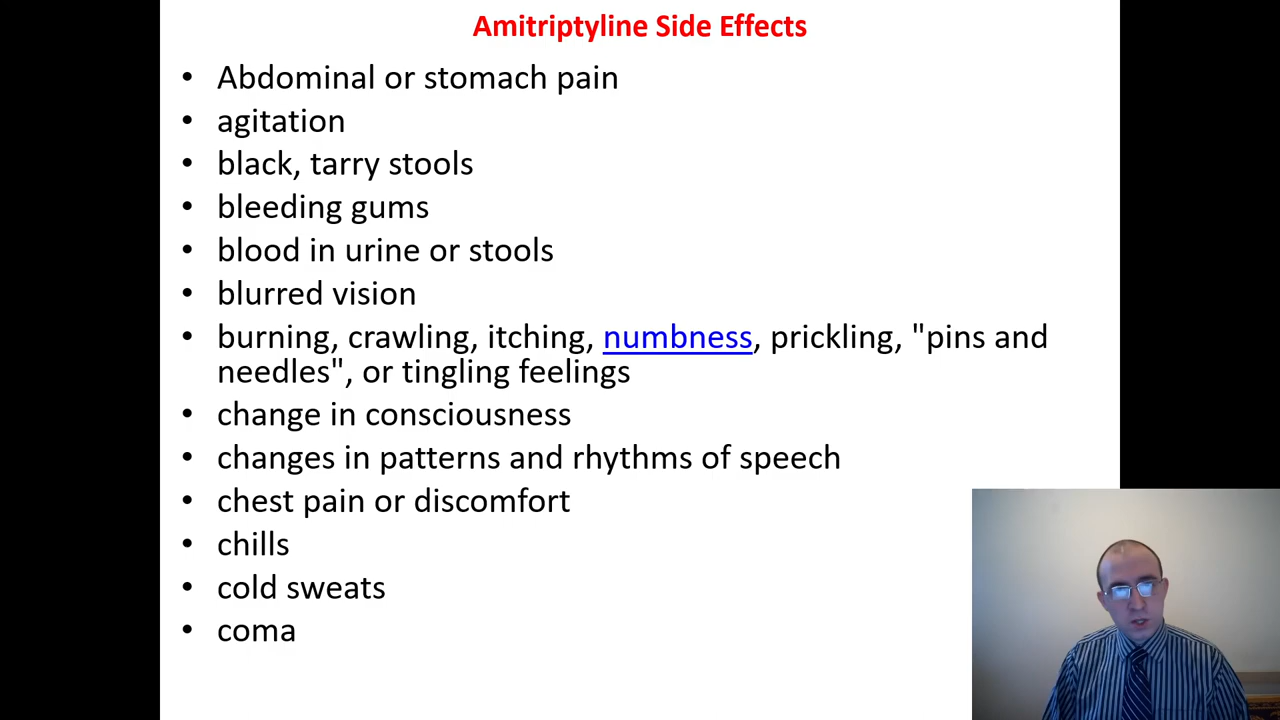 Amitriptyline Side Effects
• Abdominal or stomach pain
• agitation
• black, tarry stools
• bleeding gums
• blood in urine or stools
• blurred vision
• burning, crawling, itching, numbness, prickling, "pins and
needles", or tingling feelings
• change in consciousness
• changes in patterns and rhythms of speech
• chest pain or discomfort
• chills
• cold sweats
• coma